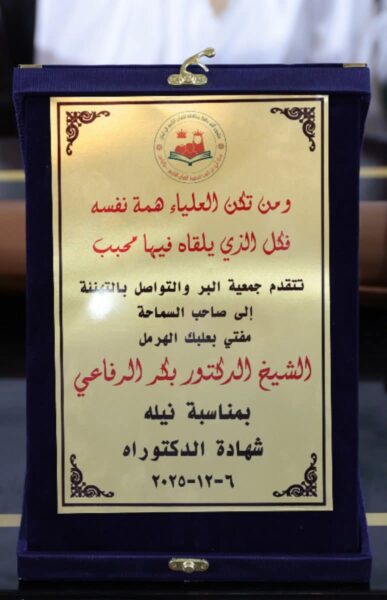 ومن تكن العلياء همة نفسه
فكل الذي يلقاه فيها محبب
تتقدم جمعية البر والتواصل بالتهنئة
إلى صاحب السماحة
مفتي بعلبك الهرمل
الشيخ الدكتور بكر الرفاعي
بمناسبة نيله
شهادة الدكتوراه
٦-١٢-٢٠٢٥